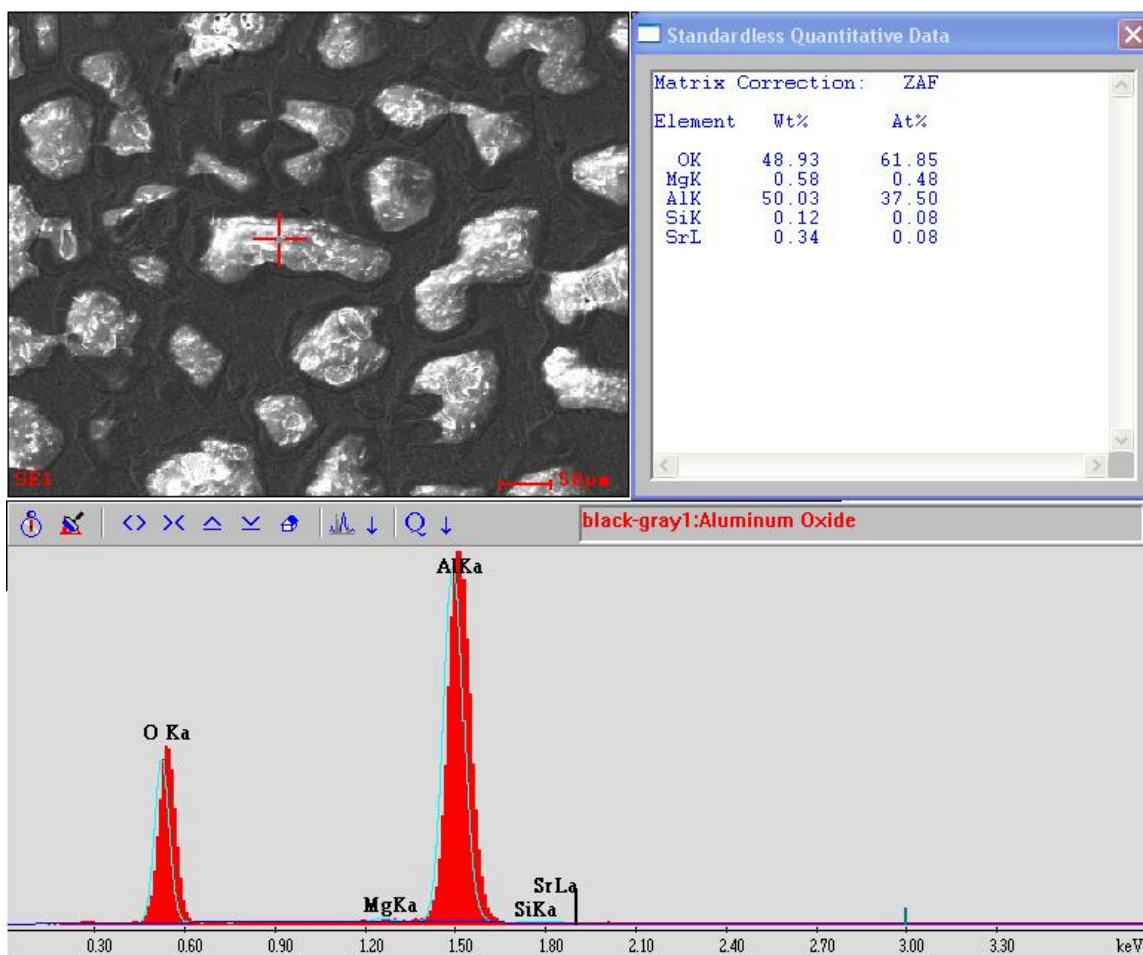 Standardless Quantitative Data
Matrix Correction: ZAF
Element Wt% At%
OK 48.93 61.85
MgK 0.58 0.48
AlK 50.03 37.50
SiK 0.12 0.08
SrL 0.34 0.08
SE1 50µm
black-gray1:Aluminum Oxide
AlKa
O Ka
SrLa
MgKa SiKa
0.30 0.60 0.90 1.20 1.50 1.80 2.10 2.40 2.70 3.00 3.30 keV